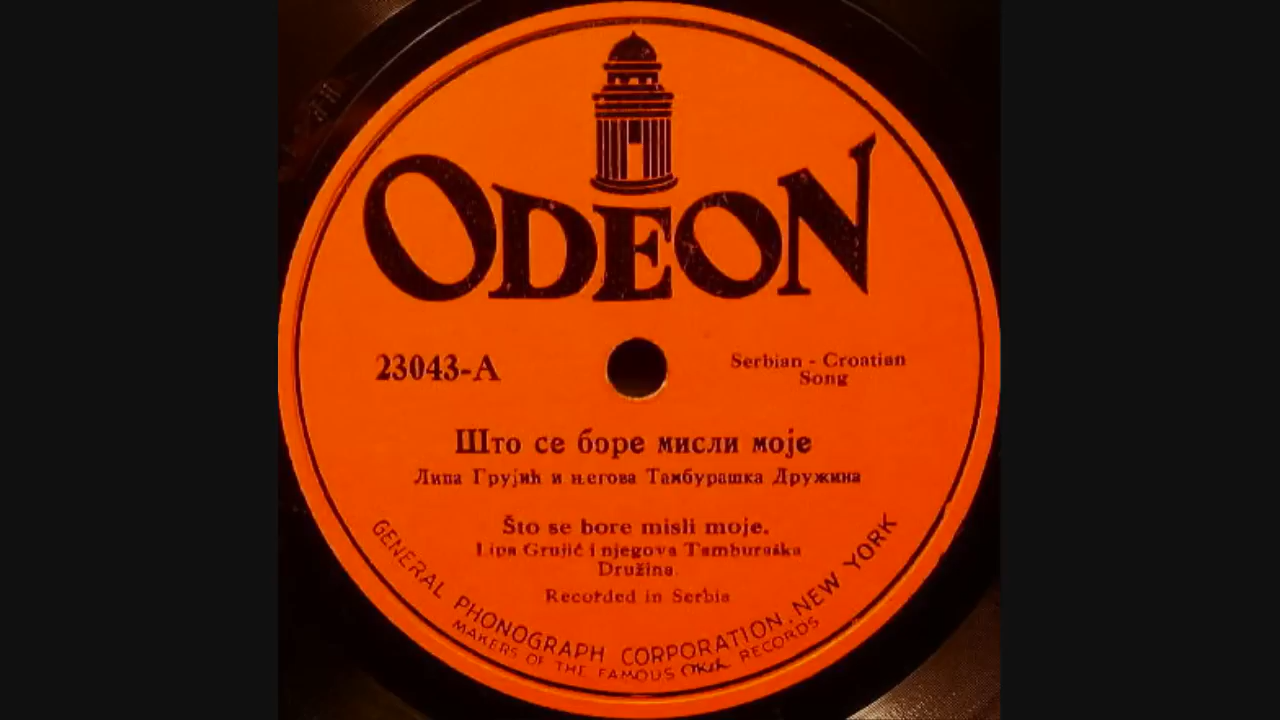 ODEON
23043-A
Serbian - Croatian
Song
Што се боре мисли моје
Липа Грујић и његова Тамбурашка Дружина
Što se bore misli moje.
Lipa Grujić i njegova Tamburaška
Družina.
Recorded in Serbia
GENERAL PHONOGRAPH CORPORATION, NEW YORK
MAKERS OF THE FAMOUS OKeh RECORDS